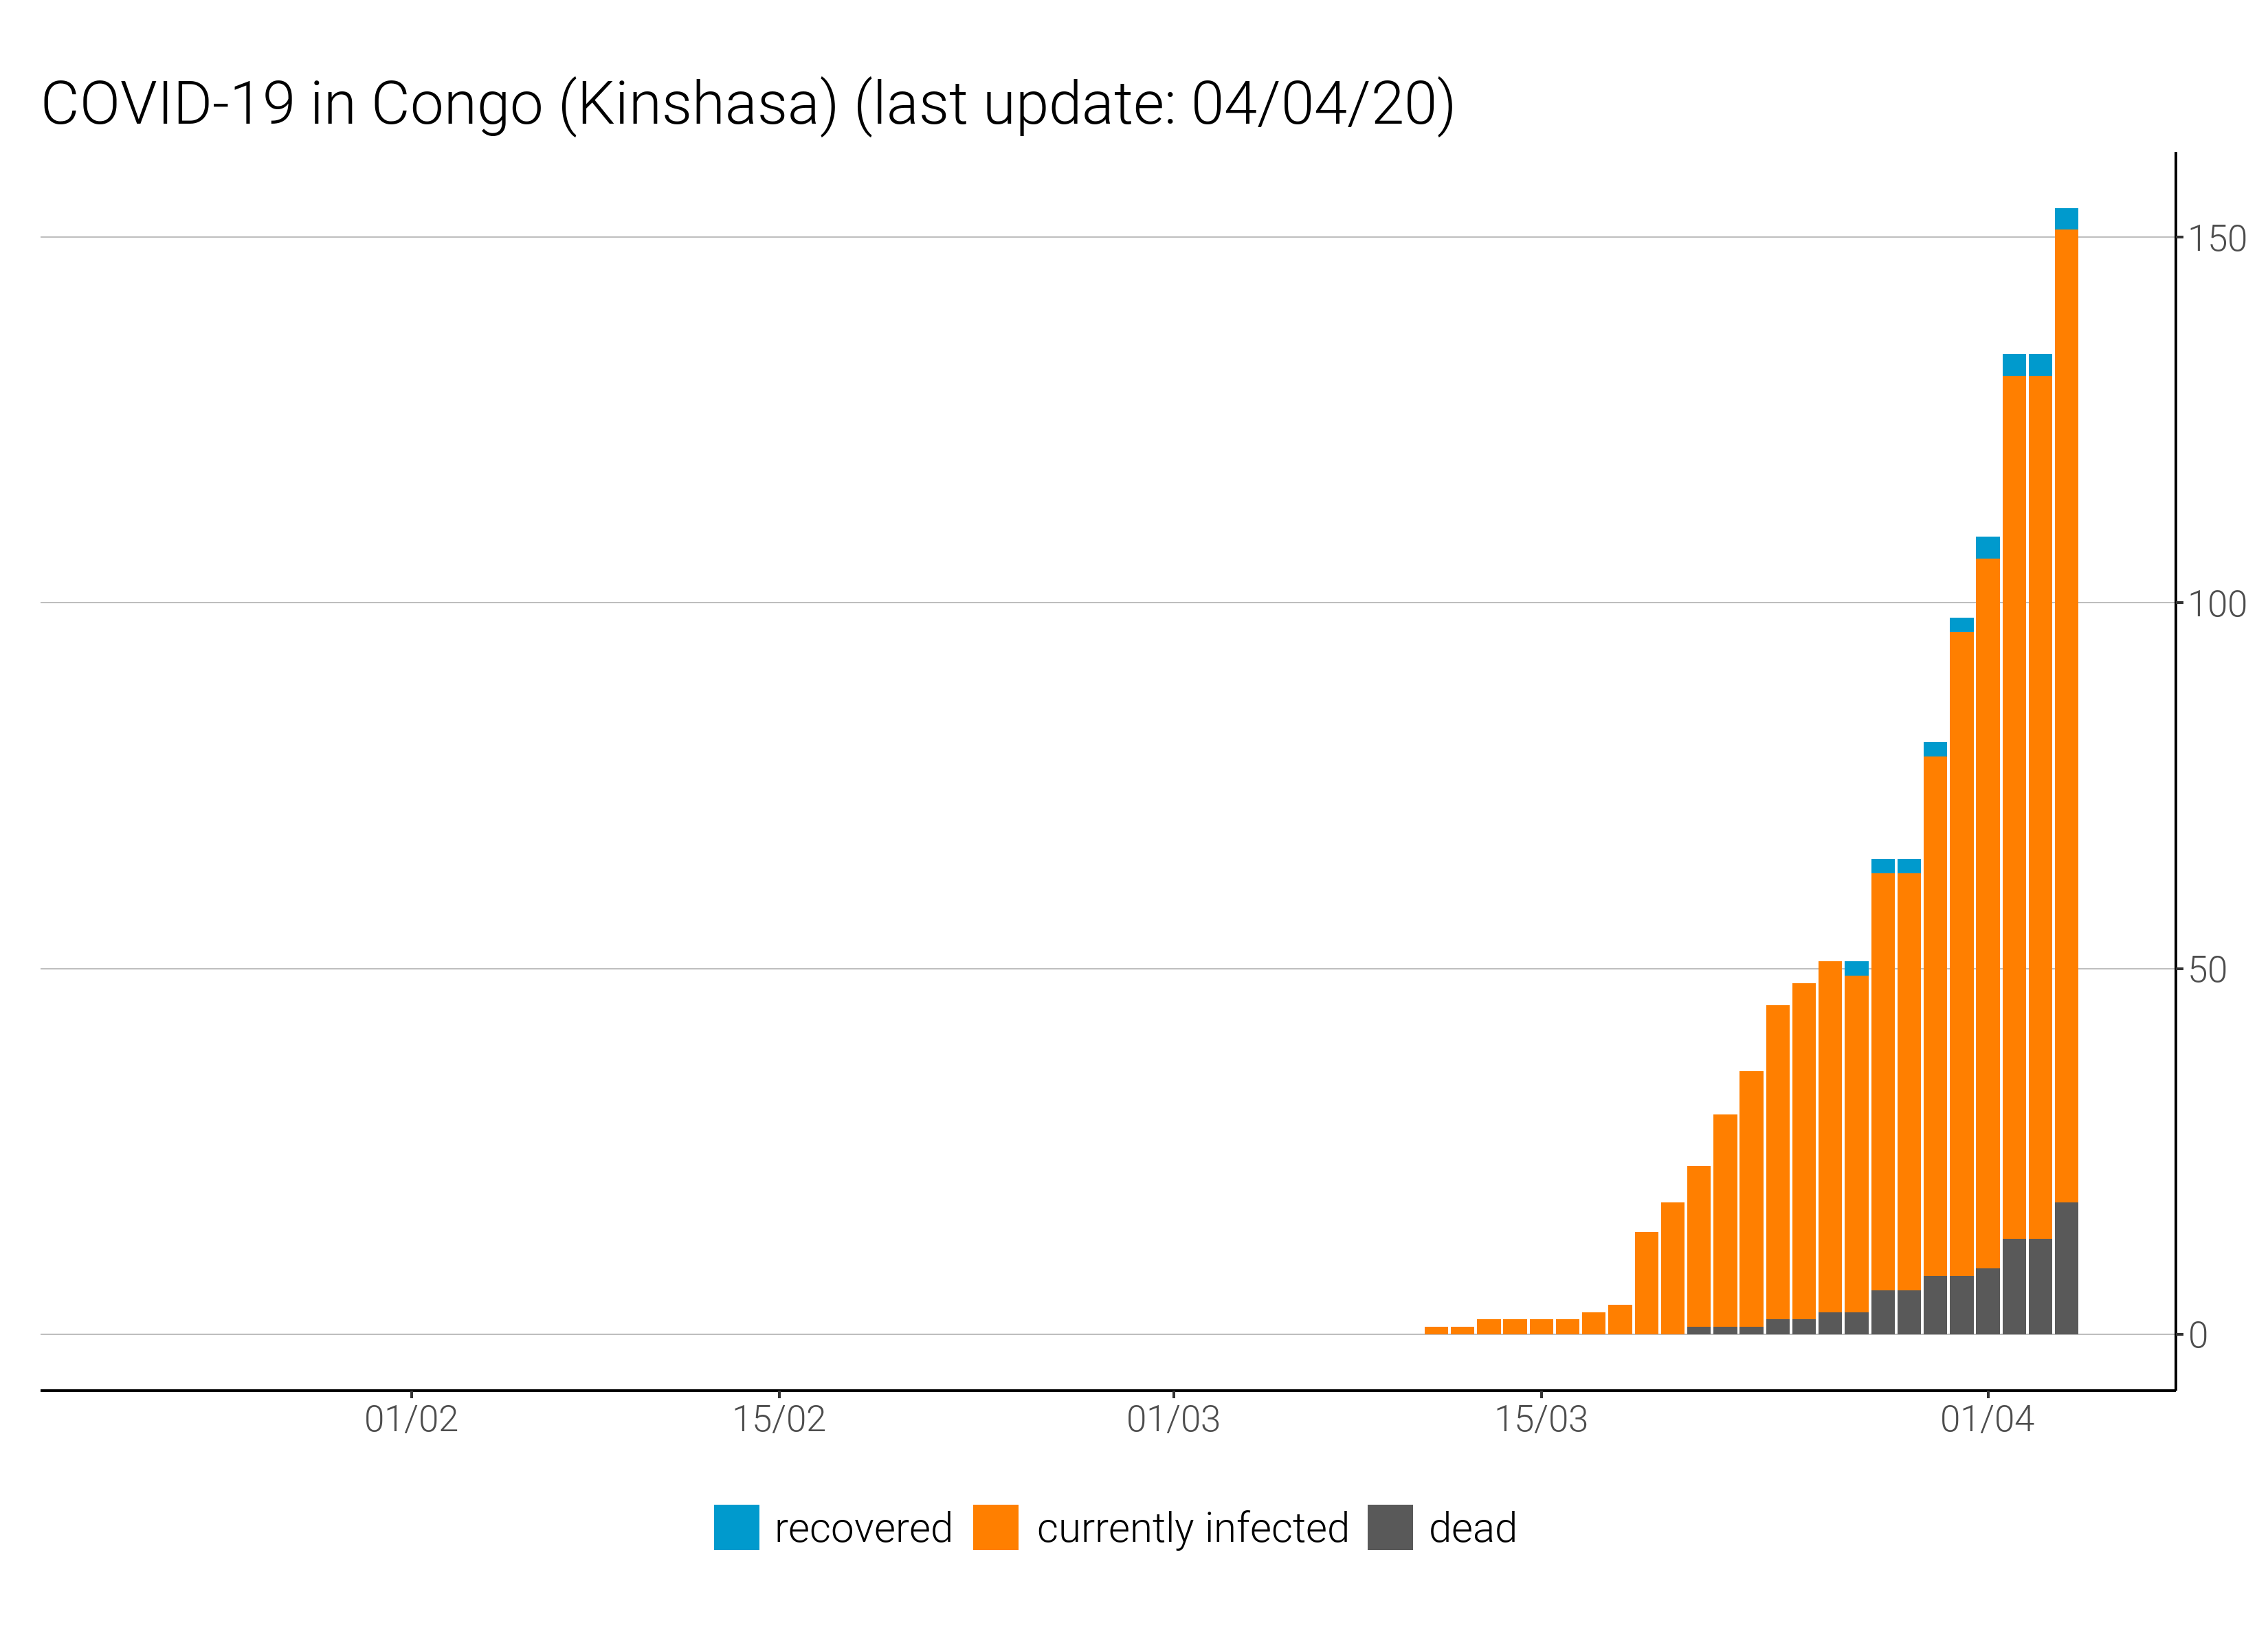 COVID-19 in Congo (Kinshasa) (last update: 04/04/20)
150
100
50
0
01/02 15/02 01/03 15/03 01/04
recovered currently infected dead